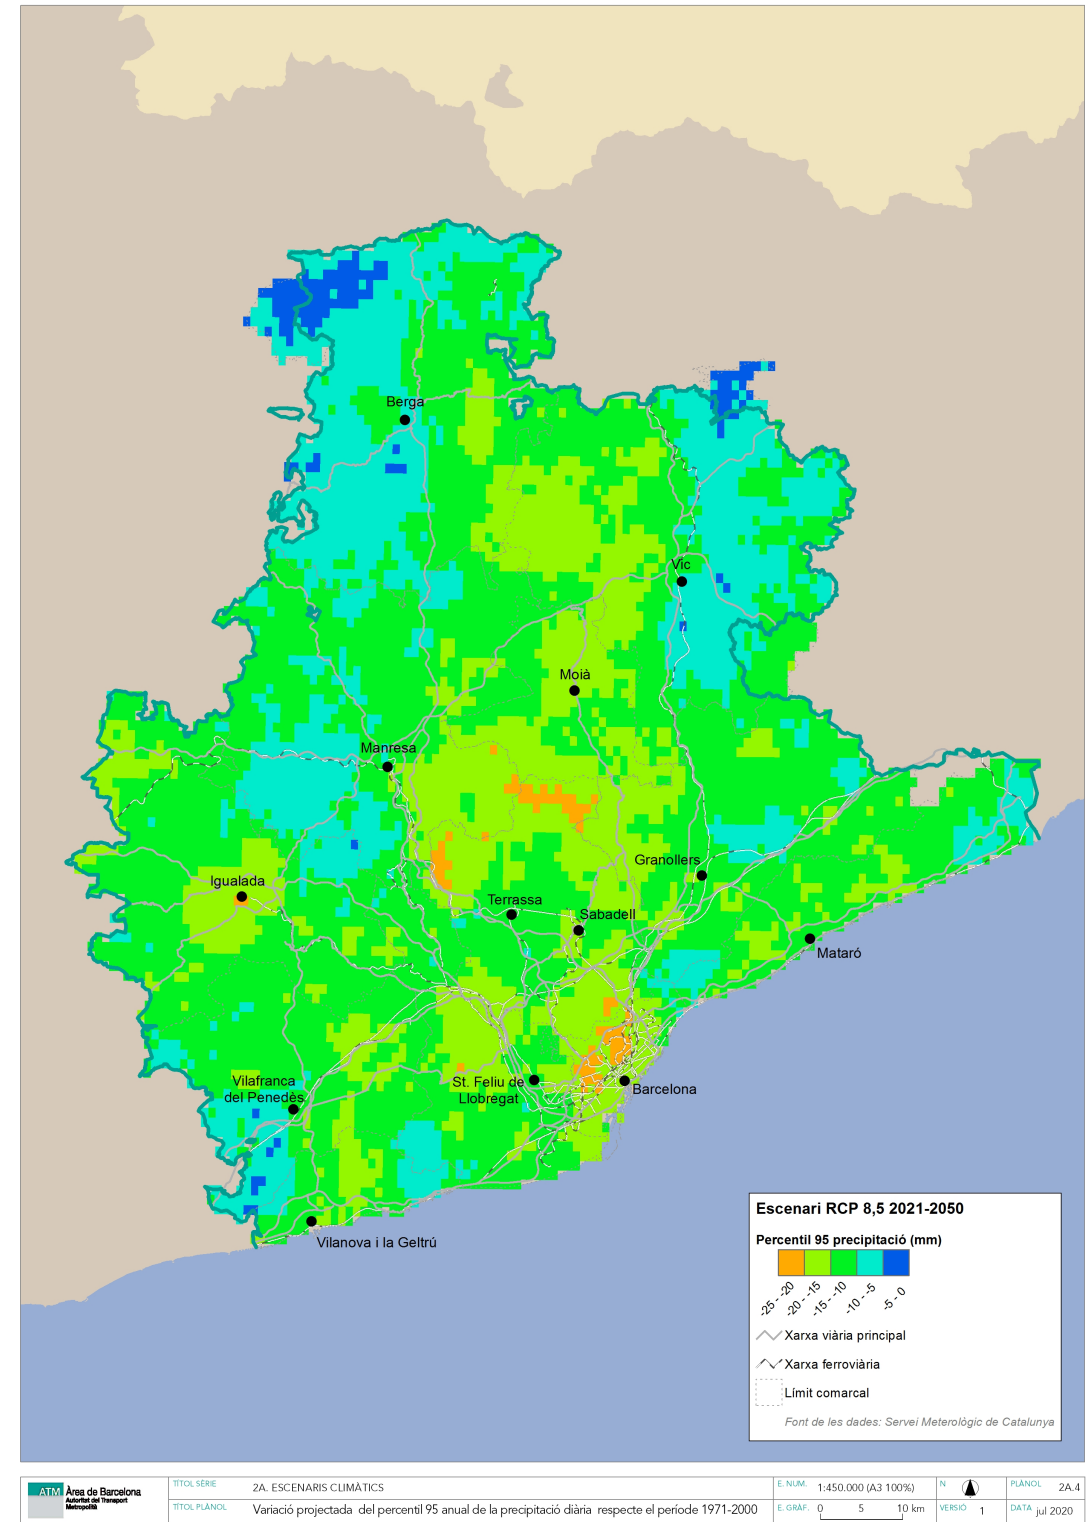 Berga
Vic
Moià
Manresa
Granollers
Igualada
Terrassa
Sabadell
Mataró
Vilafranca
del Penedès
St. Feliu de
Llobregat
Barcelona
Vilanova i la Geltrú
Escenari RCP 8,5 2021-2050
Percentil 95 precipitació (mm)
-25 - -20
-20 - -15
-15 - -10
-10 - -5
-5 - 0
Xarxa viària principal
Xarxa ferroviària
Límit comarcal
Font de les dades: Servei Meterològic de Catalunya
ATM Àrea de Barcelona
Autoritat del Transport
Metropolità
TÍTOL SÈRIE 2A. ESCENARIS CLIMÀTICS
TÍTOL PLÀNOL Variació projectada del percentil 95 anual de la precipitació diària respecte el període 1971-2000
E. NUM. 1:450.000 (A3 100%)
E. GRÀF. 0 5 10 km
N
VERSIÓ 1
PLÀNOL 2A.4
DATA jul 2020